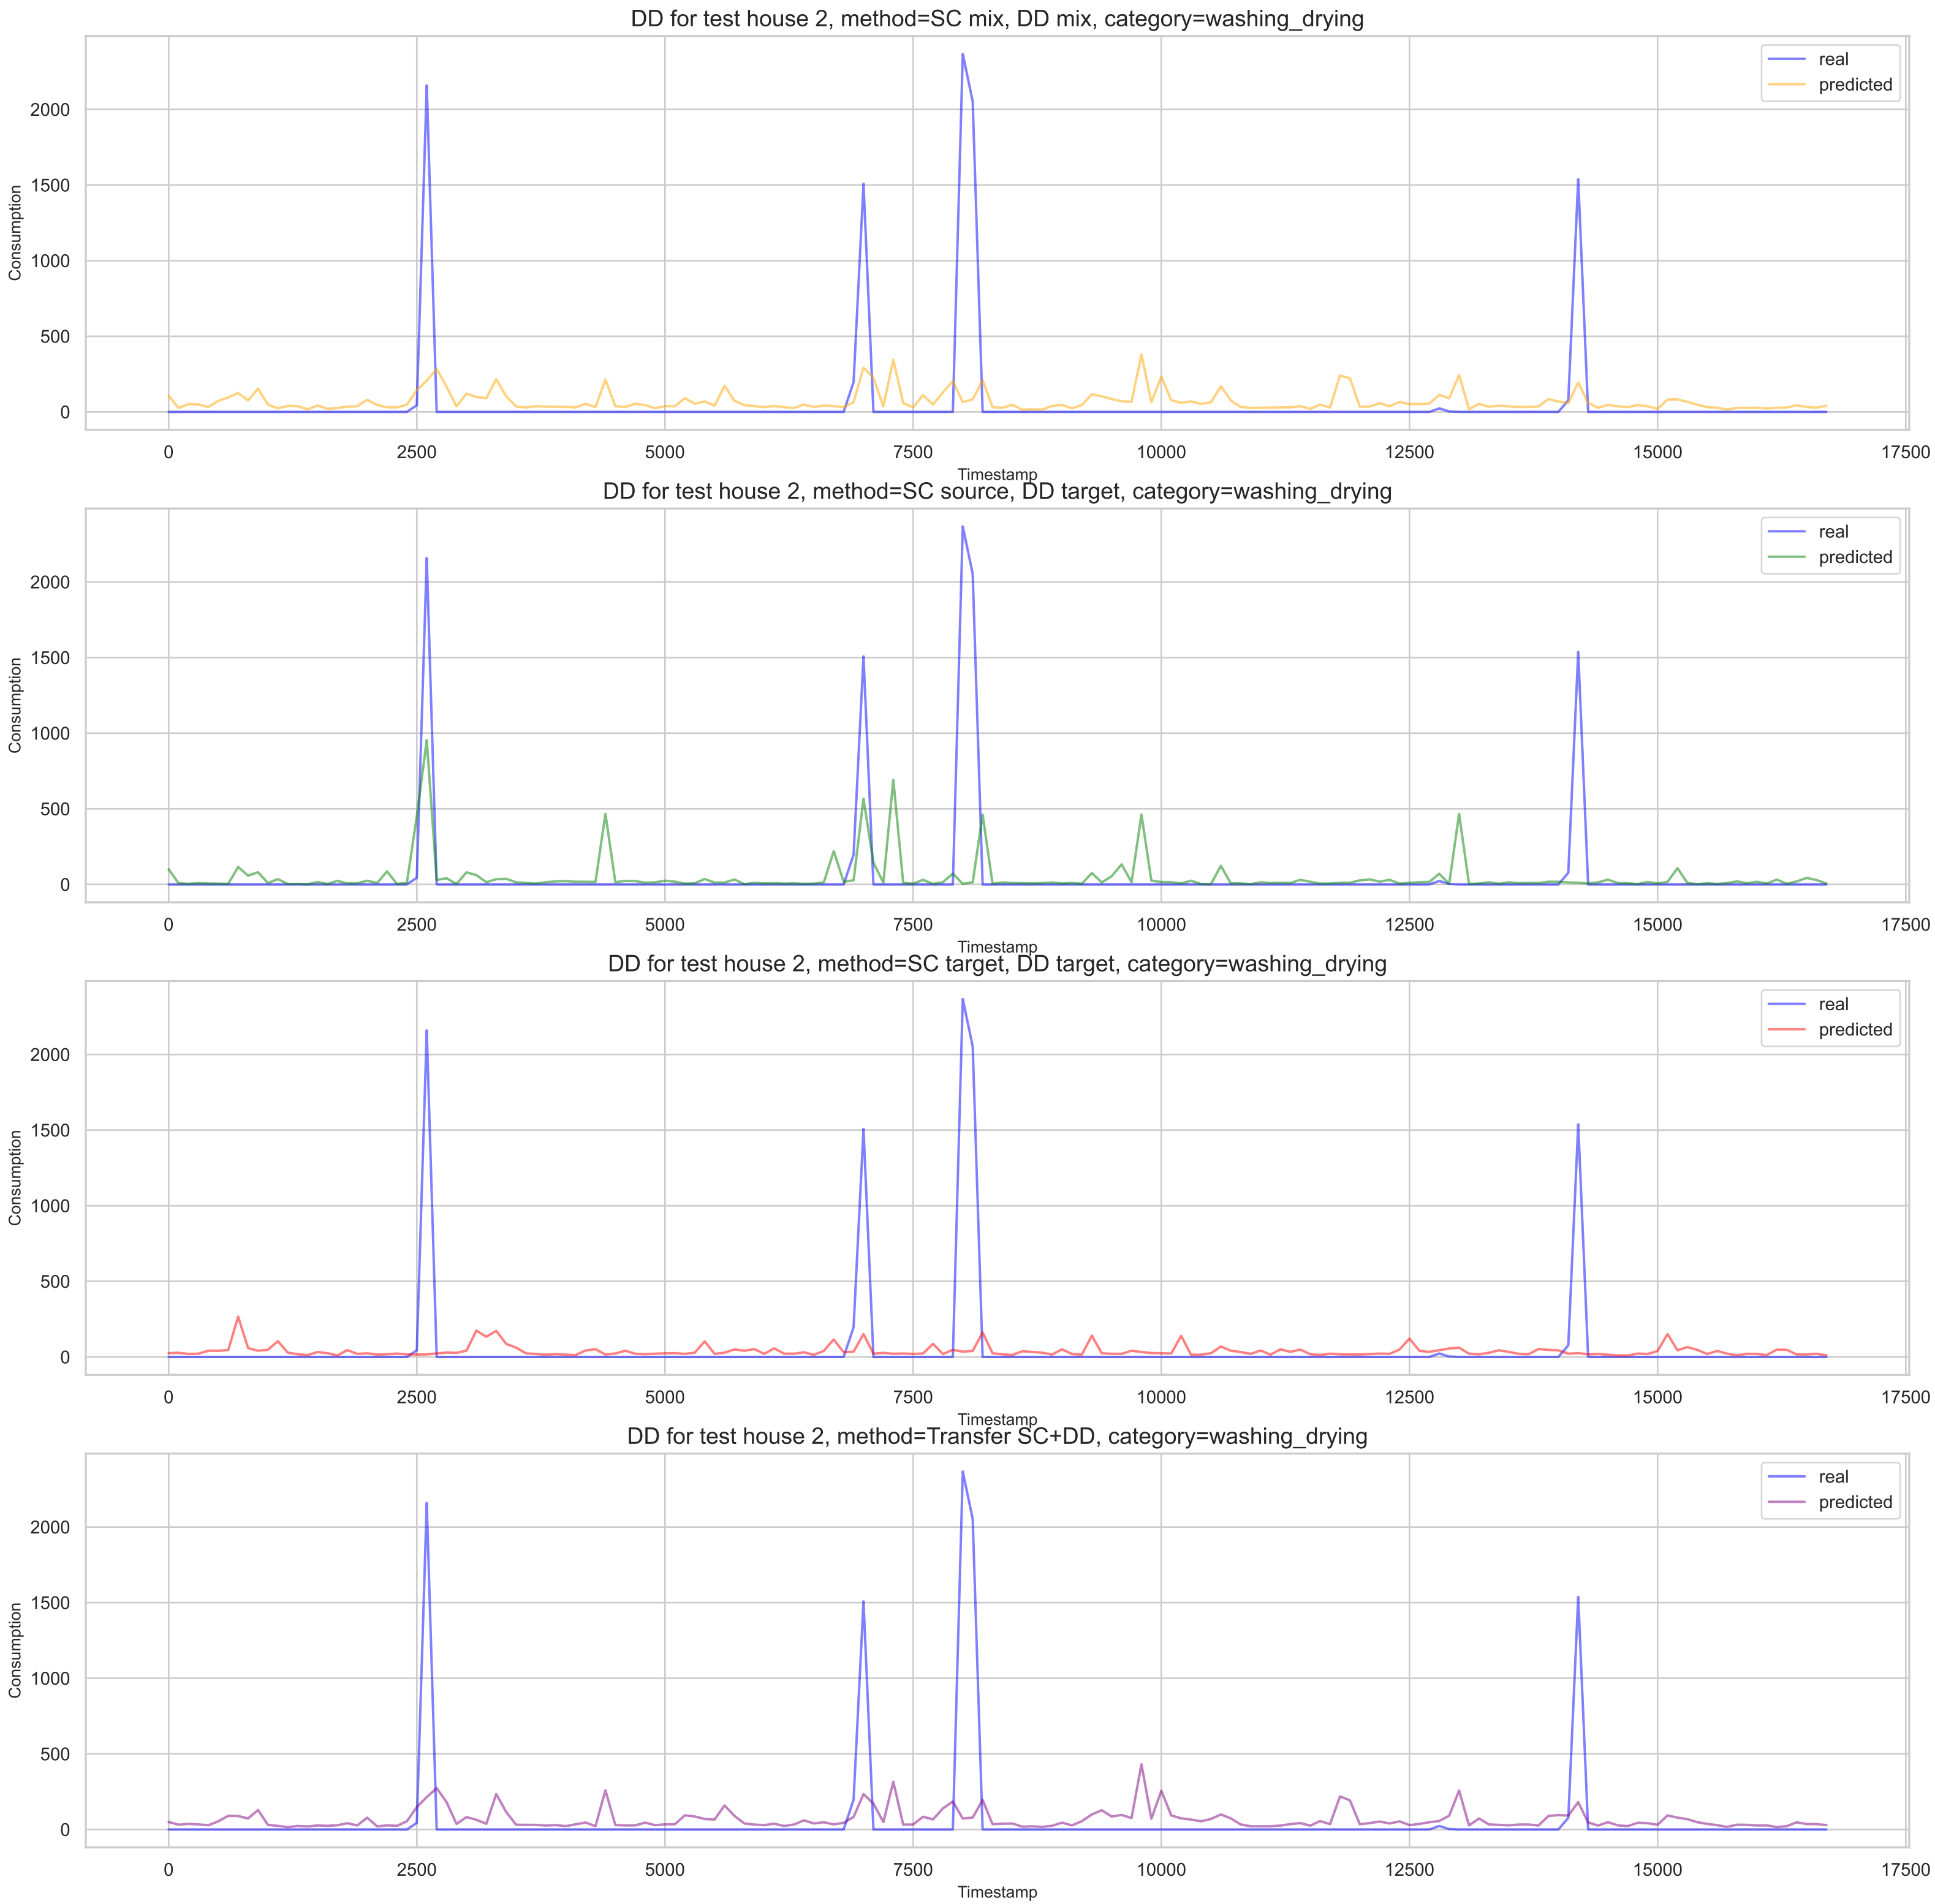 DD for test house 2, method=SC mix, DD mix, category=washing_drying
real
predicted
Consumption
2000
1500
1000
500
0
0 2500 5000 7500 10000 12500 15000 17500
Timestamp
DD for test house 2, method=SC source, DD target, category=washing_drying
real
predicted
Consumption
2000
1500
1000
500
0
0 2500 5000 7500 10000 12500 15000 17500
Timestamp
DD for test house 2, method=SC target, DD target, category=washing_drying
real
predicted
Consumption
2000
1500
1000
500
0
0 2500 5000 7500 10000 12500 15000 17500
Timestamp
DD for test house 2, method=Transfer SC+DD, category=washing_drying
real
predicted
Consumption
2000
1500
1000
500
0
0 2500 5000 7500 10000 12500 15000 17500
Timestamp